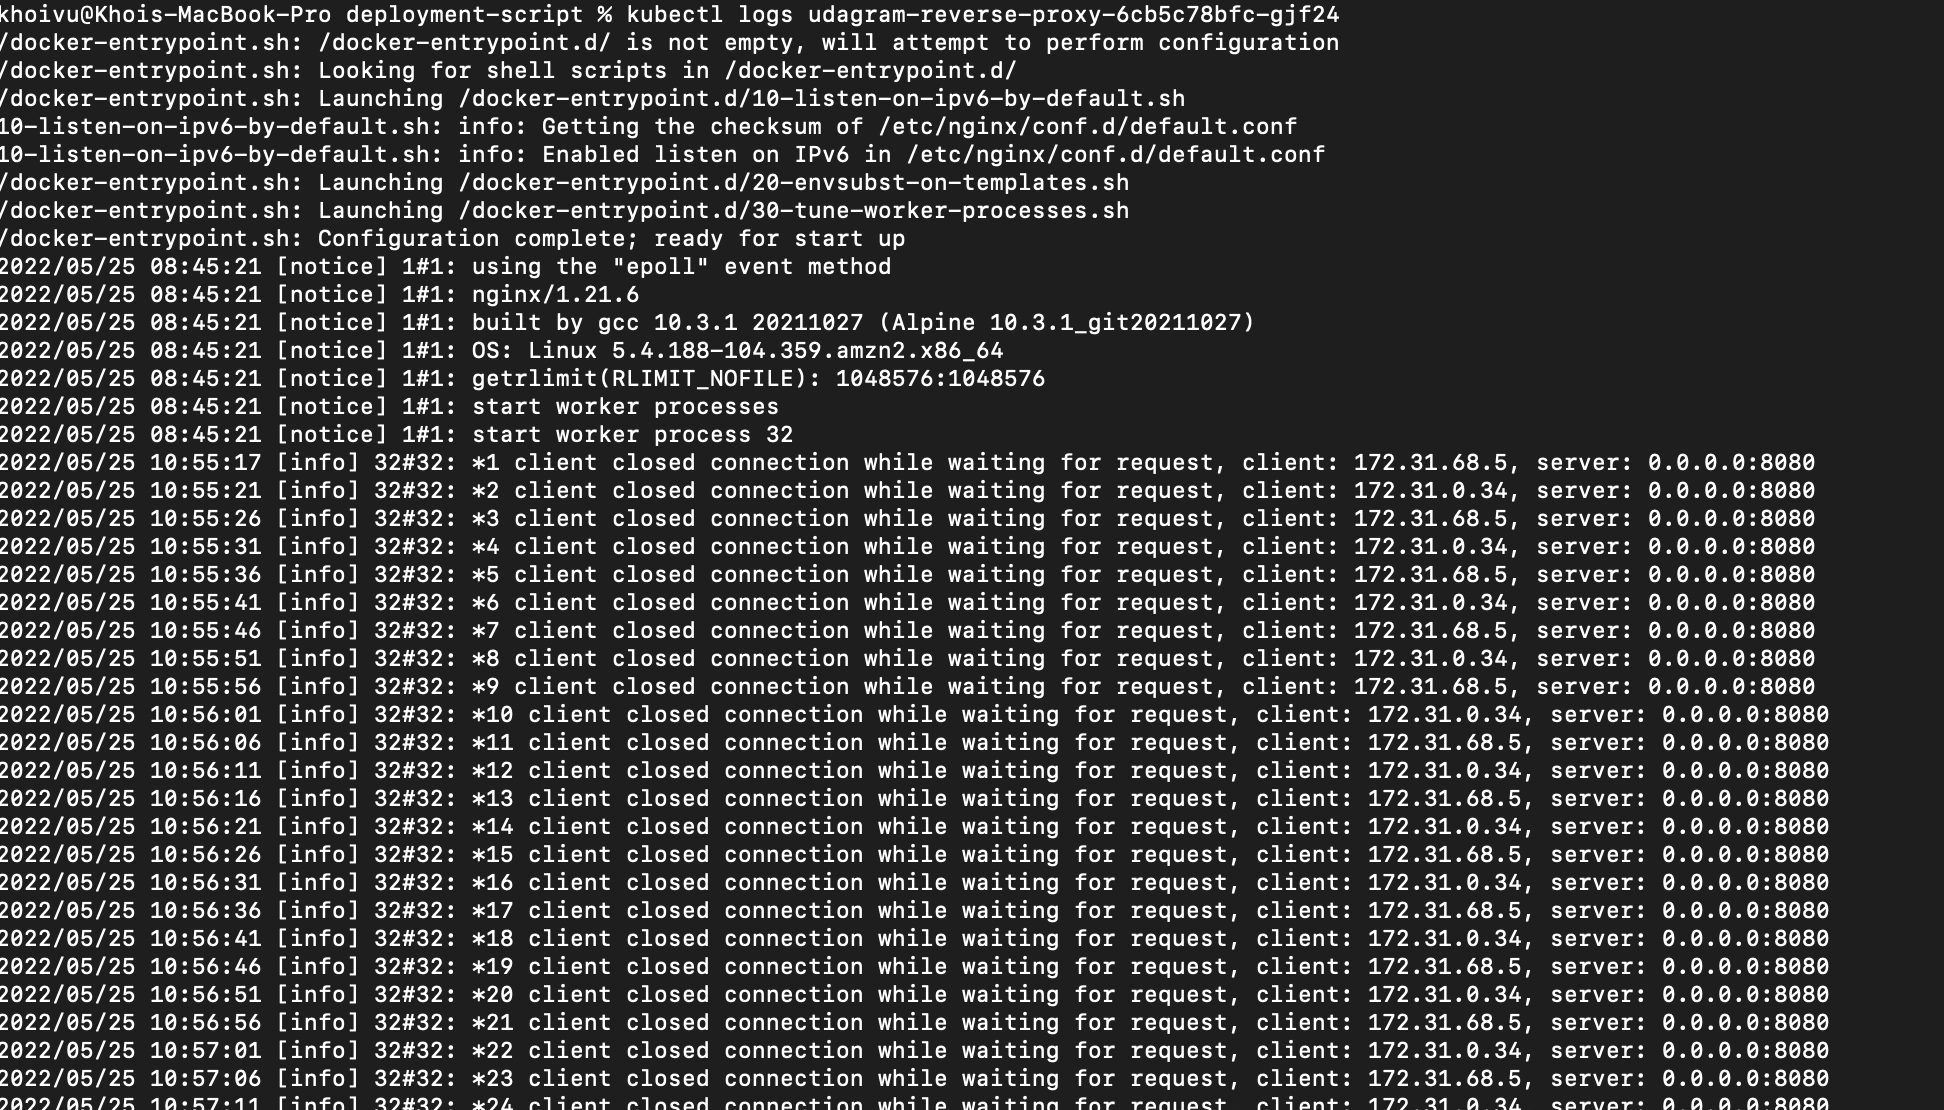 khoivu@Khois-MacBook-Pro deployment-script % kubectl logs udagram-reverse-proxy-6cb5c78bfc-gjf24
/docker-entrypoint.sh: /docker-entrypoint.d/ is not empty, will attempt to perform configuration
/docker-entrypoint.sh: Looking for shell scripts in /docker-entrypoint.d/
/docker-entrypoint.sh: Launching /docker-entrypoint.d/10-listen-on-ipv6-by-default.sh
10-listen-on-ipv6-by-default.sh: info: Getting the checksum of /etc/nginx/conf.d/default.conf
10-listen-on-ipv6-by-default.sh: info: Enabled listen on IPv6 in /etc/nginx/conf.d/default.conf
/docker-entrypoint.sh: Launching /docker-entrypoint.d/20-envsubst-on-templates.sh
/docker-entrypoint.sh: Launching /docker-entrypoint.d/30-tune-worker-processes.sh
/docker-entrypoint.sh: Configuration complete; ready for start up
2022/05/25 08:45:21 [notice] 1#1: using the "epoll" event method
2022/05/25 08:45:21 [notice] 1#1: nginx/1.21.6
2022/05/25 08:45:21 [notice] 1#1: built by gcc 10.3.1 20211027 (Alpine 10.3.1_git20211027)
2022/05/25 08:45:21 [notice] 1#1: OS: Linux 5.4.188-104.359.amzn2.x86_64
2022/05/25 08:45:21 [notice] 1#1: getrlimit(RLIMIT_NOFILE): 1048576:1048576
2022/05/25 08:45:21 [notice] 1#1: start worker processes
2022/05/25 08:45:21 [notice] 1#1: start worker process 32
2022/05/25 10:55:17 [info] 32#32: *1 client closed connection while waiting for request, client: 172.31.68.5, server: 0.0.0.0:8080
2022/05/25 10:55:21 [info] 32#32: *2 client closed connection while waiting for request, client: 172.31.0.34, server: 0.0.0.0:8080
2022/05/25 10:55:26 [info] 32#32: *3 client closed connection while waiting for request, client: 172.31.68.5, server: 0.0.0.0:8080
2022/05/25 10:55:31 [info] 32#32: *4 client closed connection while waiting for request, client: 172.31.0.34, server: 0.0.0.0:8080
2022/05/25 10:55:36 [info] 32#32: *5 client closed connection while waiting for request, client: 172.31.68.5, server: 0.0.0.0:8080
2022/05/25 10:55:41 [info] 32#32: *6 client closed connection while waiting for request, client: 172.31.0.34, server: 0.0.0.0:8080
2022/05/25 10:55:46 [info] 32#32: *7 client closed connection while waiting for request, client: 172.31.68.5, server: 0.0.0.0:8080
2022/05/25 10:55:51 [info] 32#32: *8 client closed connection while waiting for request, client: 172.31.0.34, server: 0.0.0.0:8080
2022/05/25 10:55:56 [info] 32#32: *9 client closed connection while waiting for request, client: 172.31.68.5, server: 0.0.0.0:8080
2022/05/25 10:56:01 [info] 32#32: *10 client closed connection while waiting for request, client: 172.31.0.34, server: 0.0.0.0:8080
2022/05/25 10:56:06 [info] 32#32: *11 client closed connection while waiting for request, client: 172.31.68.5, server: 0.0.0.0:8080
2022/05/25 10:56:11 [info] 32#32: *12 client closed connection while waiting for request, client: 172.31.0.34, server: 0.0.0.0:8080
2022/05/25 10:56:16 [info] 32#32: *13 client closed connection while waiting for request, client: 172.31.68.5, server: 0.0.0.0:8080
2022/05/25 10:56:21 [info] 32#32: *14 client closed connection while waiting for request, client: 172.31.0.34, server: 0.0.0.0:8080
2022/05/25 10:56:26 [info] 32#32: *15 client closed connection while waiting for request, client: 172.31.68.5, server: 0.0.0.0:8080
2022/05/25 10:56:31 [info] 32#32: *16 client closed connection while waiting for request, client: 172.31.0.34, server: 0.0.0.0:8080
2022/05/25 10:56:36 [info] 32#32: *17 client closed connection while waiting for request, client: 172.31.68.5, server: 0.0.0.0:8080
2022/05/25 10:56:41 [info] 32#32: *18 client closed connection while waiting for request, client: 172.31.0.34, server: 0.0.0.0:8080
2022/05/25 10:56:46 [info] 32#32: *19 client closed connection while waiting for request, client: 172.31.68.5, server: 0.0.0.0:8080
2022/05/25 10:56:51 [info] 32#32: *20 client closed connection while waiting for request, client: 172.31.0.34, server: 0.0.0.0:8080
2022/05/25 10:56:56 [info] 32#32: *21 client closed connection while waiting for request, client: 172.31.68.5, server: 0.0.0.0:8080
2022/05/25 10:57:01 [info] 32#32: *22 client closed connection while waiting for request, client: 172.31.0.34, server: 0.0.0.0:8080
2022/05/25 10:57:06 [info] 32#32: *23 client closed connection while waiting for request, client: 172.31.68.5, server: 0.0.0.0:8080
2022/05/25 10:57:11 [info] 32#32: *24 client closed connection while waiting for request, client: 172.31.0.34, server: 0.0.0.0:8080